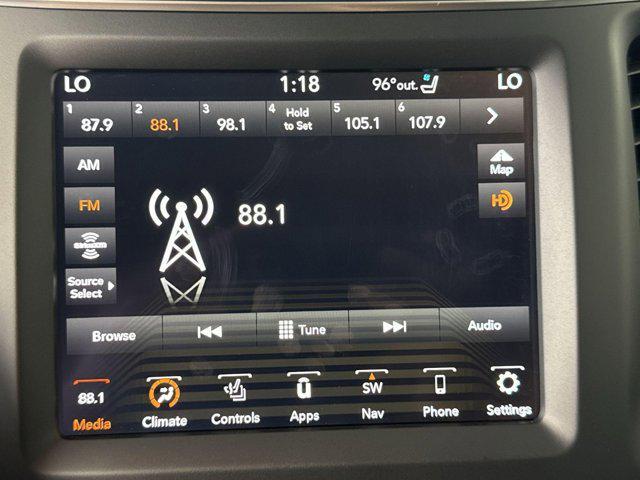 LO 1:18 96°out. LO
1 87.9 2 88.1 3 98.1 4 Hold to Set 5 105.1 6 107.9
AM
Map
FM
88.1
HD
SiriusXM
Source
Select
Browse Tune Audio
88.1 SW
Media Climate Controls Apps Nav Phone Settings